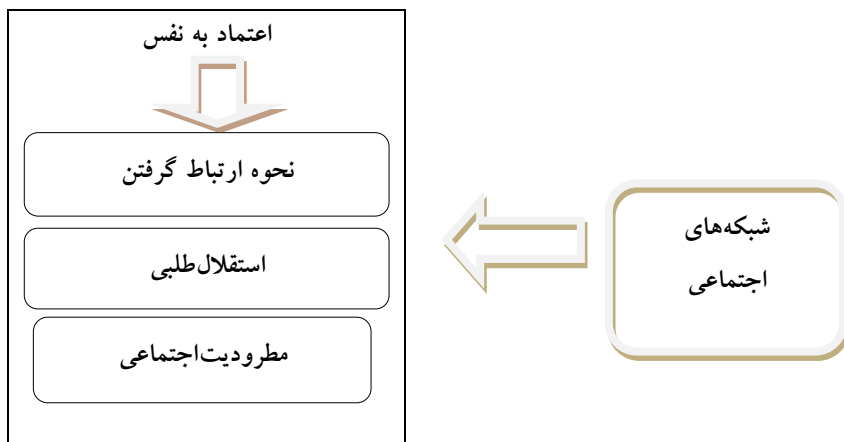 اعتماد به نفس
نحوه ارتباط گرفتن
استقلال‌طلبی
مطرودیت‌اجتماعی
شبکه‌های
اجتماعی